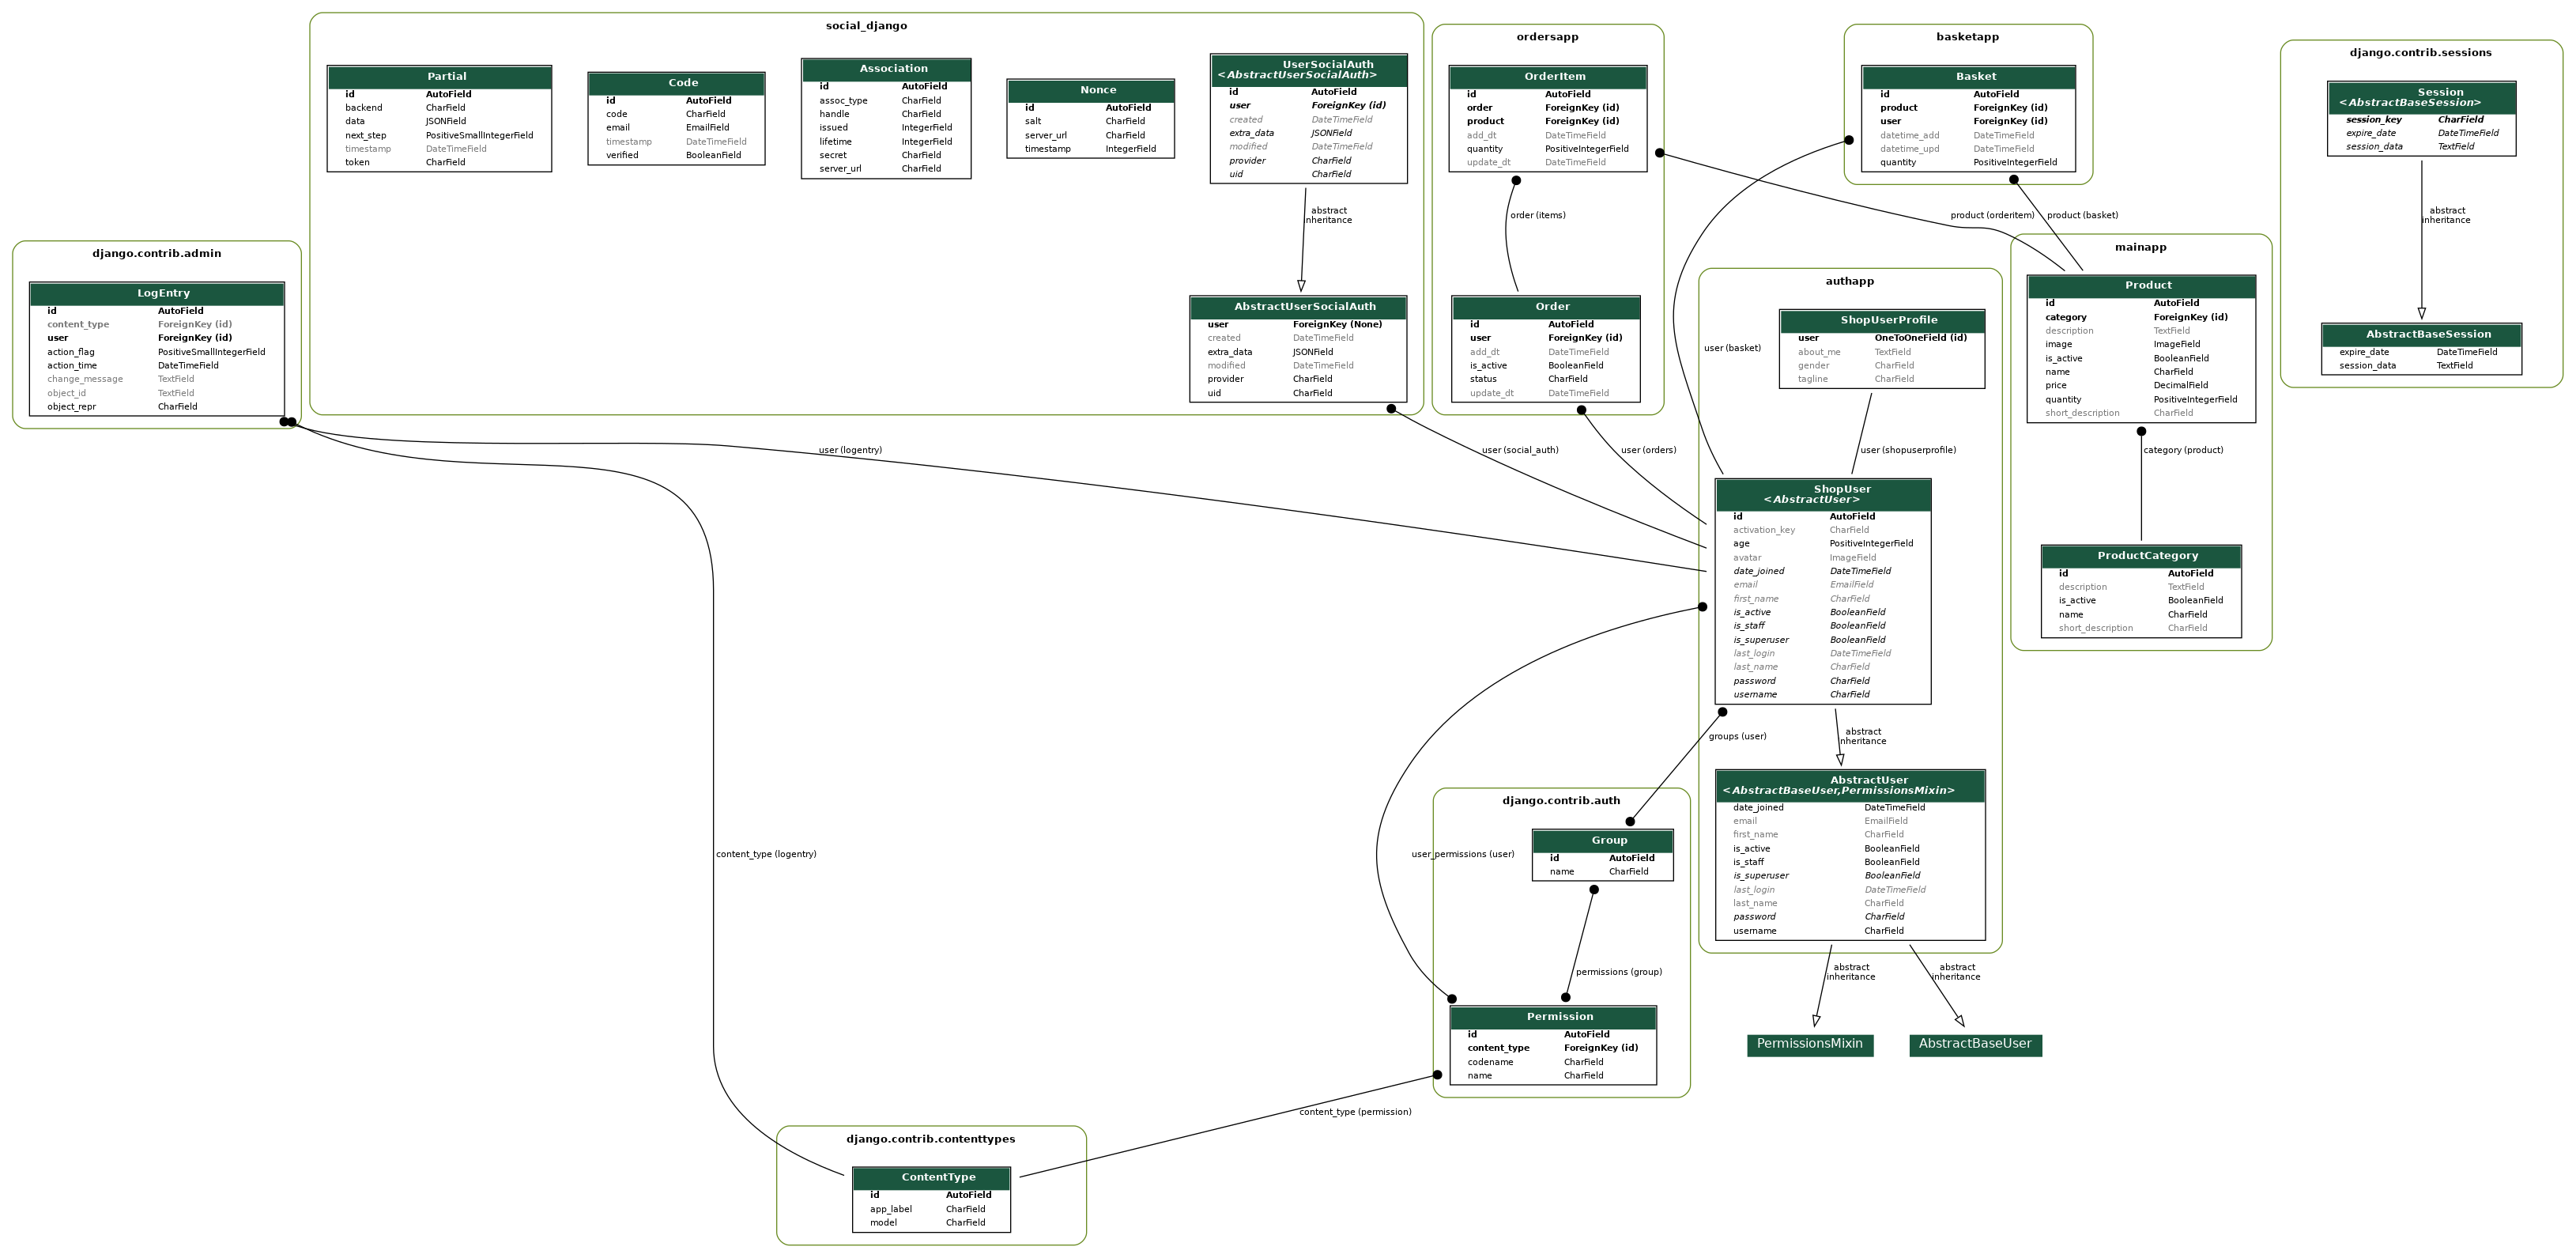 social_django
Partial
id AutoField
backend CharField
data JSONField
next_step PositiveSmallIntegerField
timestamp DateTimeField
token CharField
Code
id AutoField
code CharField
email EmailField
timestamp DateTimeField
verified BooleanField
Association
id AutoField
assoc_type CharField
handle CharField
issued IntegerField
lifetime IntegerField
secret CharField
server_url CharField
Nonce
id AutoField
salt CharField
server_url CharField
timestamp IntegerField
UserSocialAuth
<AbstractUserSocialAuth>
id AutoField
user ForeignKey (id)
created DateTimeField
extra_data JSONField
modified DateTimeField
provider CharField
uid CharField
abstract
inheritance
AbstractUserSocialAuth
user ForeignKey (None)
created DateTimeField
extra_data JSONField
modified DateTimeField
provider CharField
uid CharField
ordersapp
OrderItem
id AutoField
order ForeignKey (id)
product ForeignKey (id)
add_dt DateTimeField
quantity PositiveIntegerField
update_dt DateTimeField
order (items)
Order
id AutoField
user ForeignKey (id)
add_dt DateTimeField
is_active BooleanField
status CharField
update_dt DateTimeField
basketapp
Basket
id AutoField
product ForeignKey (id)
user ForeignKey (id)
datetime_add DateTimeField
datetime_upd DateTimeField
quantity PositiveIntegerField
product (orderitem)
product (basket)
django.contrib.sessions
Session
<AbstractBaseSession>
session_key CharField
expire_date DateTimeField
session_data TextField
abstract
inheritance
AbstractBaseSession
expire_date DateTimeField
session_data TextField
django.contrib.admin
LogEntry
id AutoField
content_type ForeignKey (id)
user ForeignKey (id)
action_flag PositiveSmallIntegerField
action_time DateTimeField
change_message TextField
object_id TextField
object_repr CharField
mainapp
Product
id AutoField
category ForeignKey (id)
description TextField
image ImageField
is_active BooleanField
name CharField
price DecimalField
quantity PositiveIntegerField
short_description CharField
category (product)
ProductCategory
id AutoField
description TextField
is_active BooleanField
name CharField
short_description CharField
authapp
ShopUserProfile
user OneToOneField (id)
about_me TextField
gender CharField
tagline CharField
user (basket)
user (logentry)
user (social_auth)
user (orders)
user (shopuserprofile)
ShopUser
<AbstractUser>
id AutoField
activation_key CharField
age PositiveIntegerField
avatar ImageField
date_joined DateTimeField
email EmailField
first_name CharField
is_active BooleanField
is_staff BooleanField
is_superuser BooleanField
last_login DateTimeField
last_name CharField
password CharField
username CharField
groups (user)
abstract
inheritance
AbstractUser
<AbstractBaseUser,PermissionsMixin>
date_joined DateTimeField
email EmailField
first_name CharField
is_active BooleanField
is_staff BooleanField
is_superuser BooleanField
last_login DateTimeField
last_name CharField
password CharField
username CharField
abstract
inheritance
abstract
inheritance
PermissionsMixin
AbstractBaseUser
django.contrib.auth
Group
id AutoField
name CharField
user_permissions (user)
permissions (group)
Permission
id AutoField
content_type ForeignKey (id)
codename CharField
name CharField
content_type (logentry)
content_type (permission)
django.contrib.contenttypes
ContentType
id AutoField
app_label CharField
model CharField